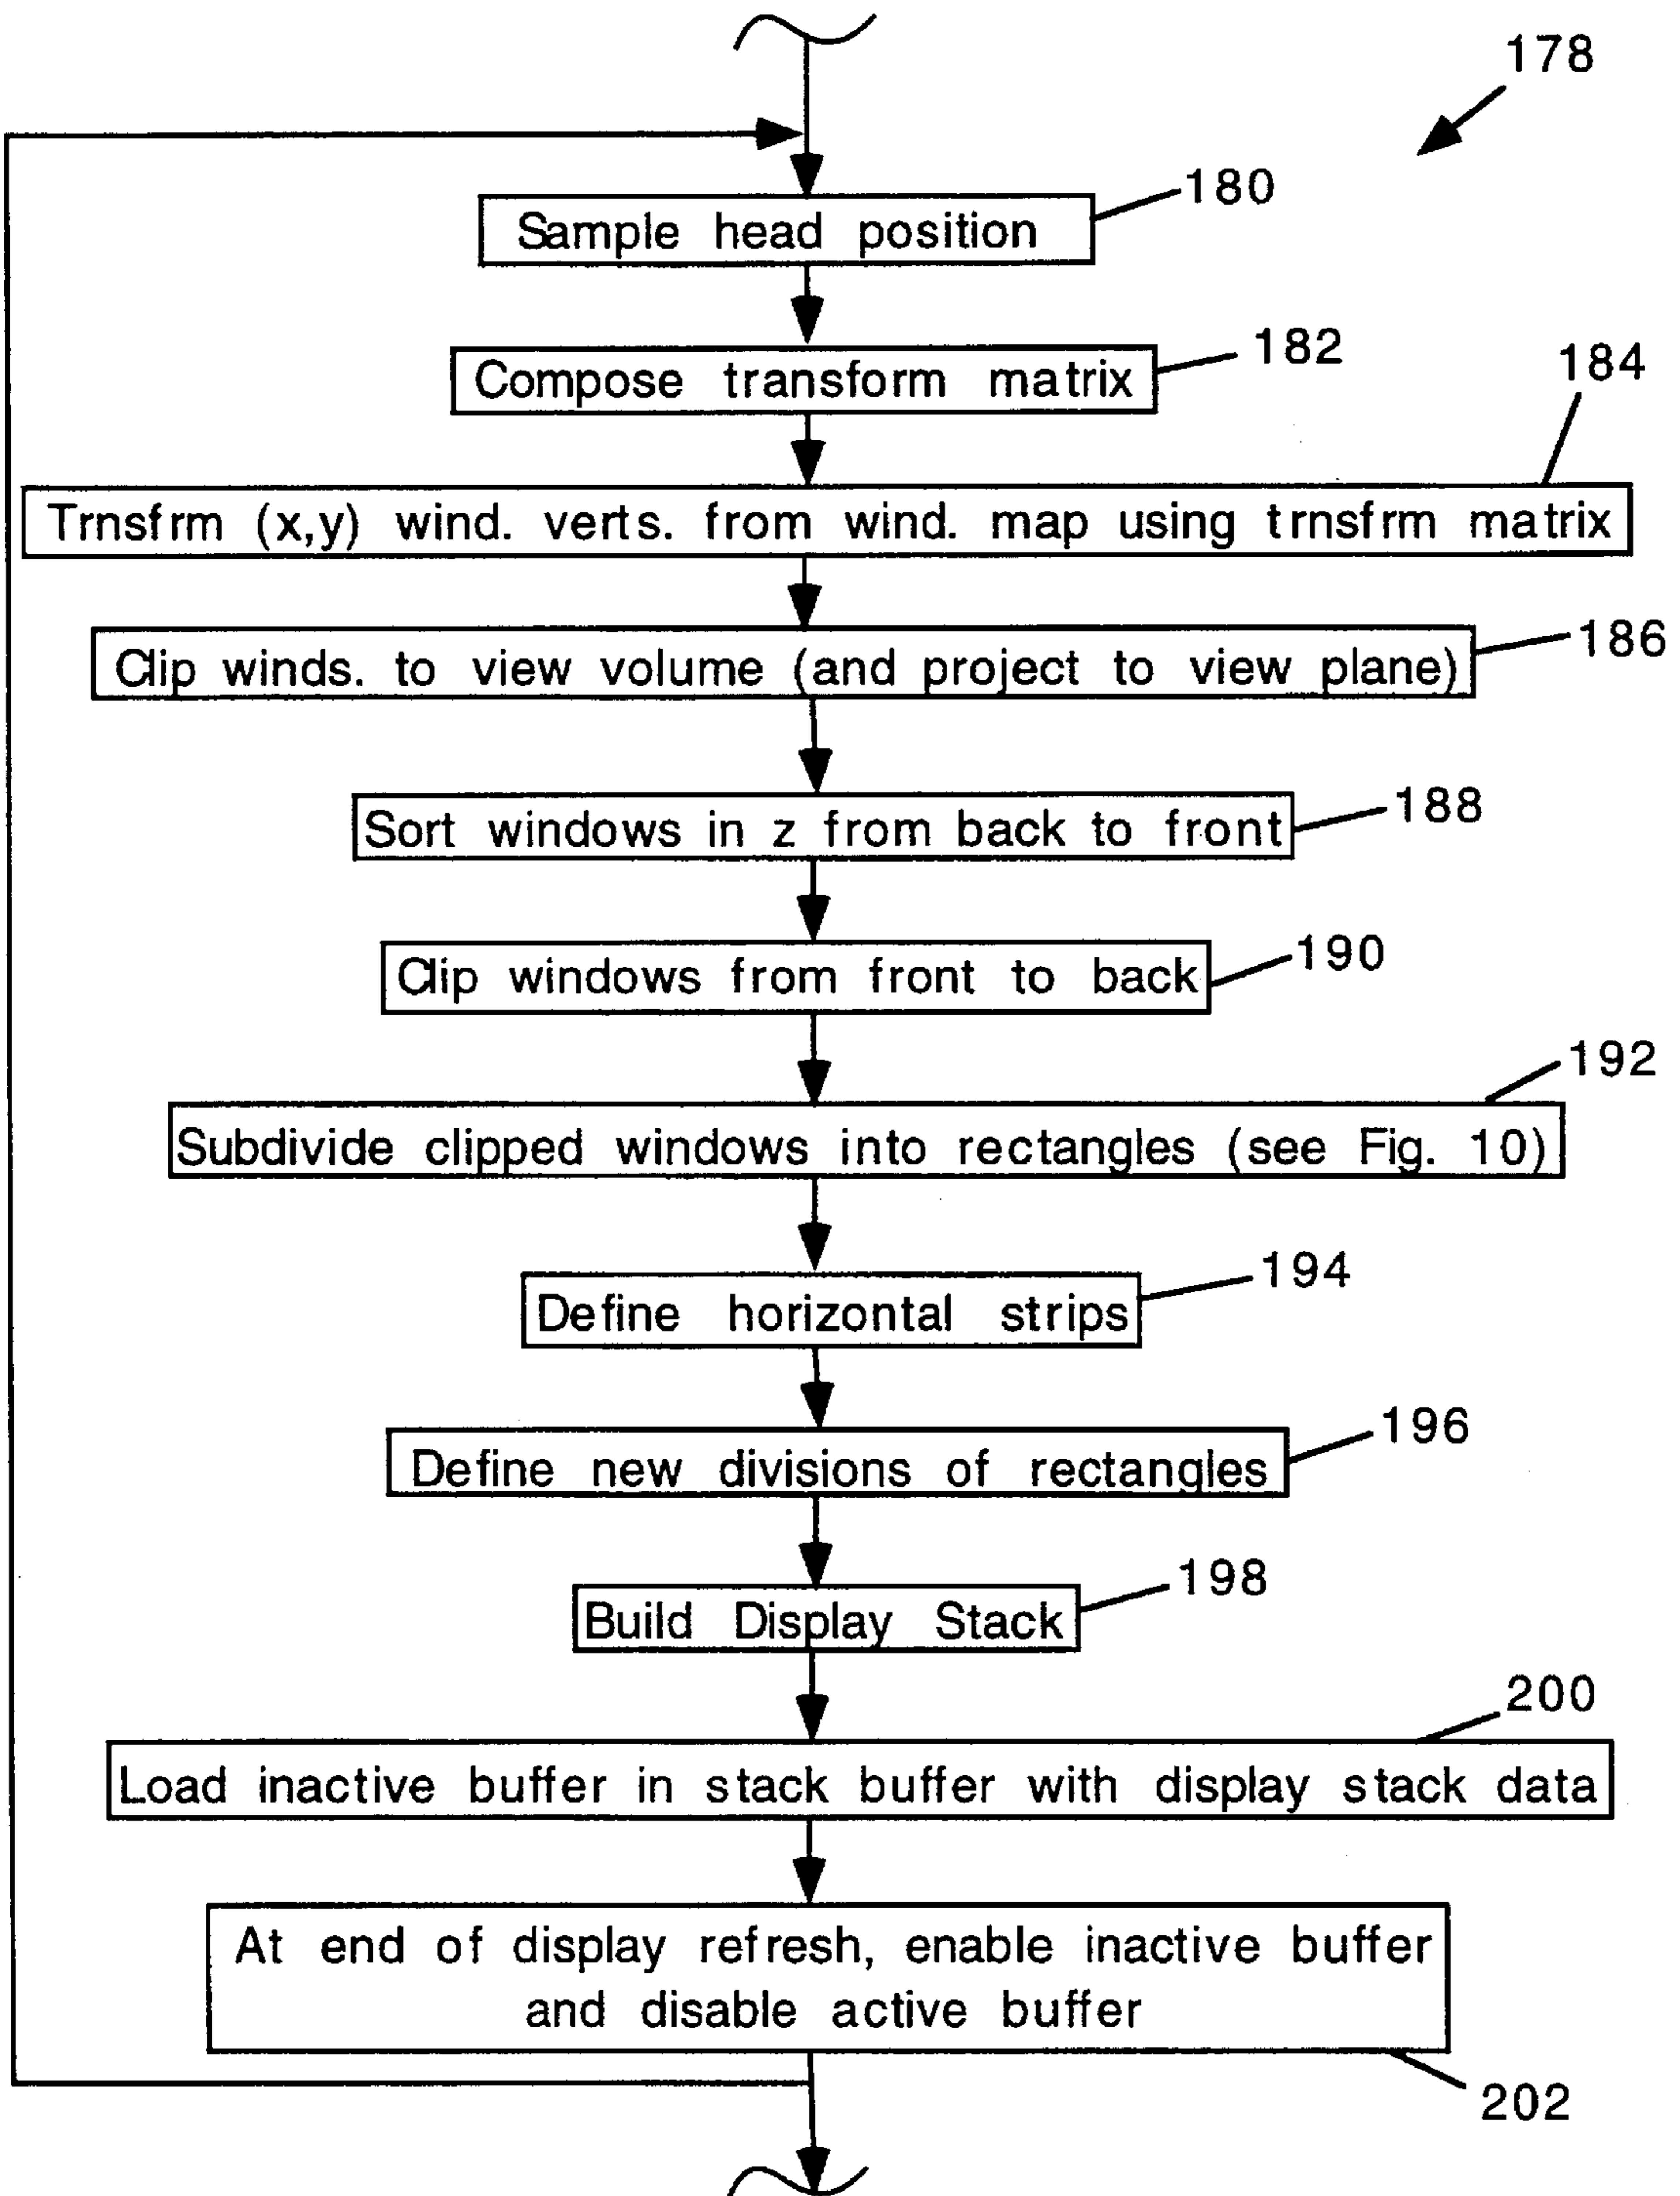 178
180
Sample head position
182
Compose transform matrix
184
Trnsfrm (x,y) wind. verts. from wind. map using trnsfrm matrix
186
Clip winds. to view volume (and project to view plane)
188
Sort windows in z from back to front
190
Clip windows from front to back
192
Subdivide clipped windows into rectangles (see Fig. 10)
194
Define horizontal strips
196
Define new divisions of rectangles
198
Build Display Stack
200
Load inactive buffer in stack buffer with display stack data
At end of display refresh, enable inactive buffer
and disable active buffer
202